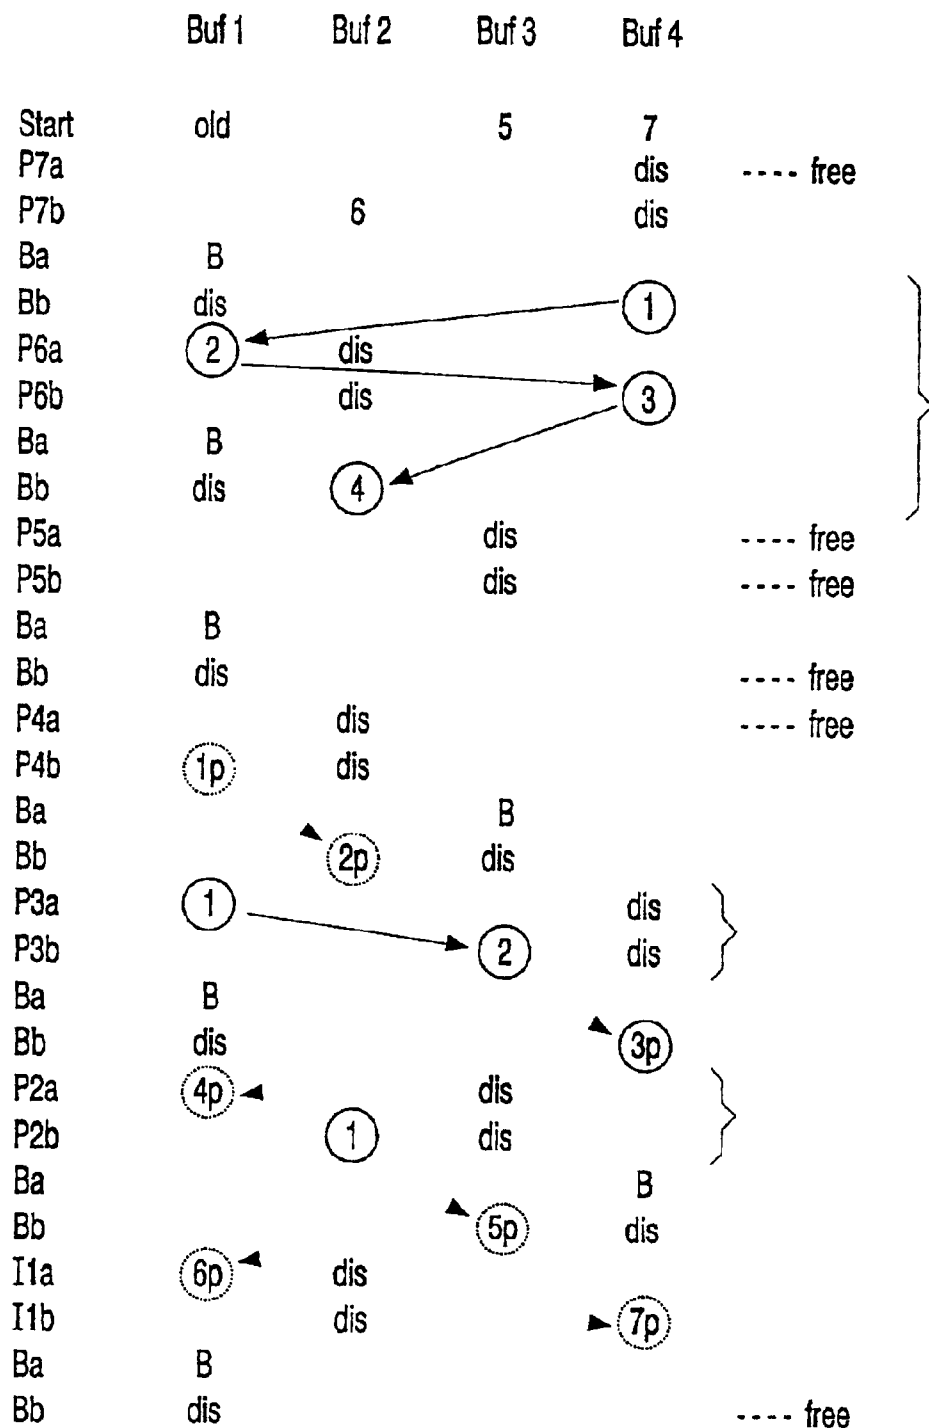 Buf 1 Buf 2 Buf 3 Buf 4
Start old 5 7
P7a dis ---- free
P7b 6 dis
Ba B
Bb dis 1
P6a 2 dis
P6b dis 3
Ba B
Bb dis 4
P5a dis ---- free
P5b dis ---- free
Ba B
Bb dis ---- free
P4a dis ---- free
P4b 1p dis
Ba B
Bb 2p dis
P3a 1 dis
P3b 2 dis
Ba B
Bb dis 3p
P2a 4p dis
P2b 1 dis
Ba B
Bb 5p dis
I1a 6p dis
I1b dis 7p
Ba B
Bb dis ---- free